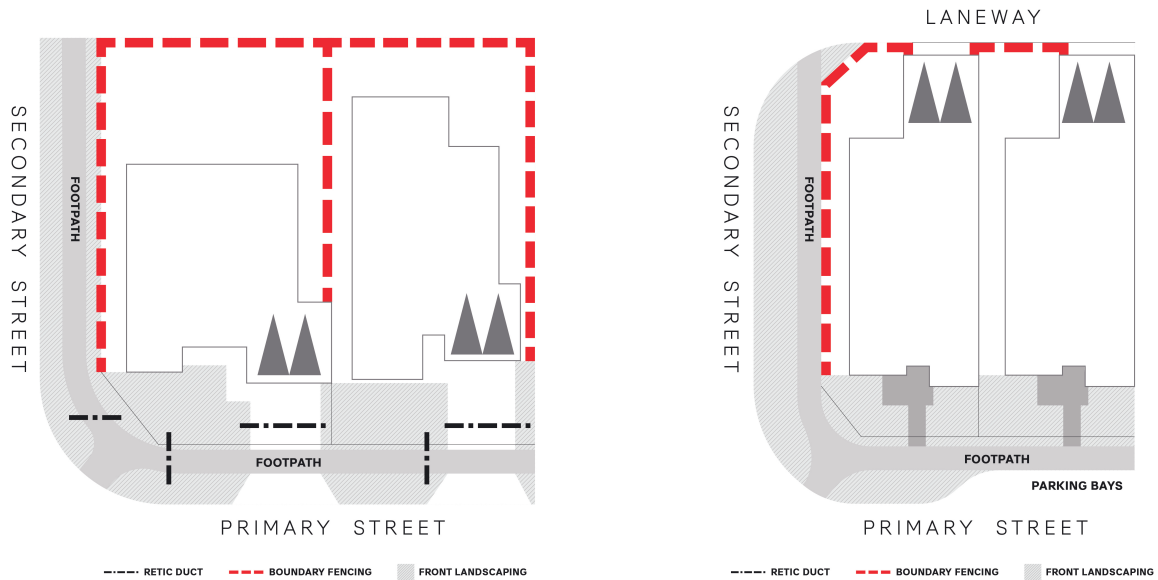 SECONDARY STREET
FOOTPATH
FOOTPATH
PRIMARY STREET
RETIC DUCT
BOUNDARY FENCING
FRONT LANDSCAPING
LANEWAY
SECONDARY STREET
FOOTPATH
FOOTPATH
PARKING BAYS
PRIMARY STREET
RETIC DUCT
BOUNDARY FENCING
FRONT LANDSCAPING